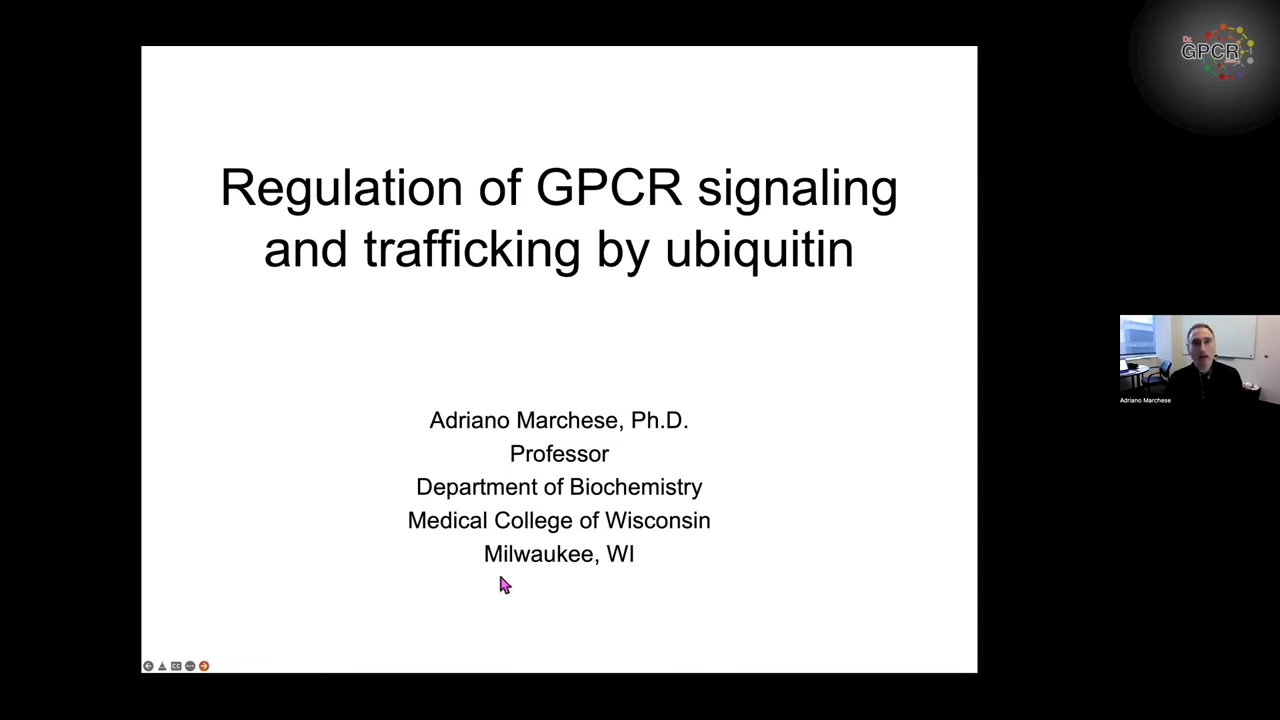 Regulation of GPCR signaling
and trafficking by ubiquitin
Adriano Marchese, Ph.D.
Professor
Department of Biochemistry
Medical College of Wisconsin
Milwaukee, WI
Dr.
GPCR
Adriano Marchese